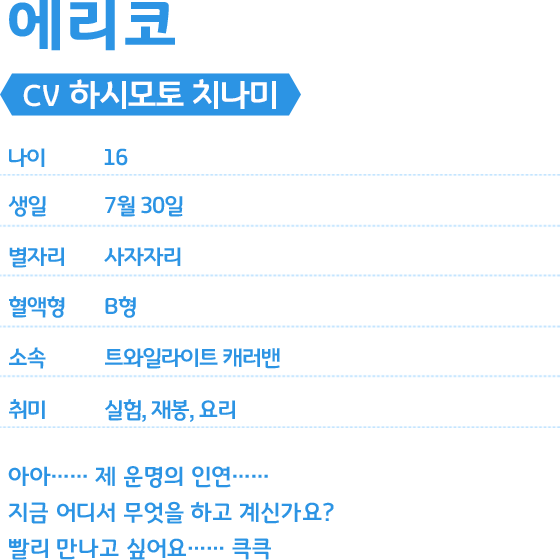 에리코
CV 하시모토 치나미
나이 16
생일 7월 30일
별자리 사자자리
혈액형 B형
소속 트와일라이트 캐러밴
취미 실험, 재봉, 요리
아아…… 제 운명의 인연……
지금 어디서 무엇을 하고 계신가요?
빨리 만나고 싶어요…… 큭큭